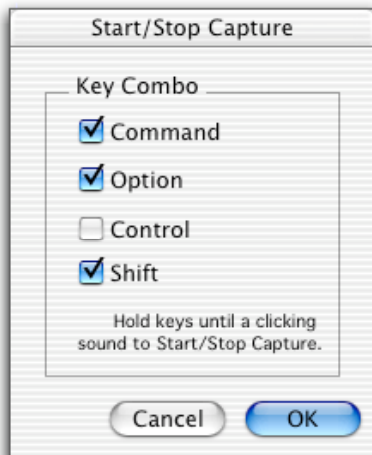 Start/Stop Capture
Key Combo
Command
Option
Control
Shift
Hold keys until a clicking
sound to Start/Stop Capture.
Cancel OK